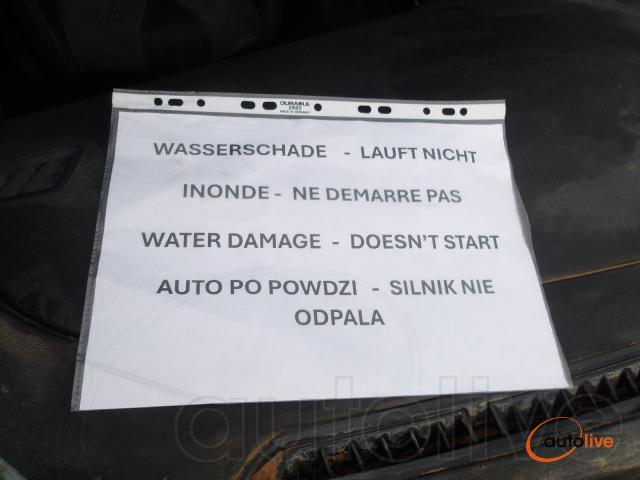 DURABLE
WASSERSCHADE - LAUFT NICHT
INONDE - NE DEMARRE PAS
WATER DAMAGE - DOESN'T START
AUTO PO POWDZI - SILNIK NIE
ODPALA
autolive
autolive